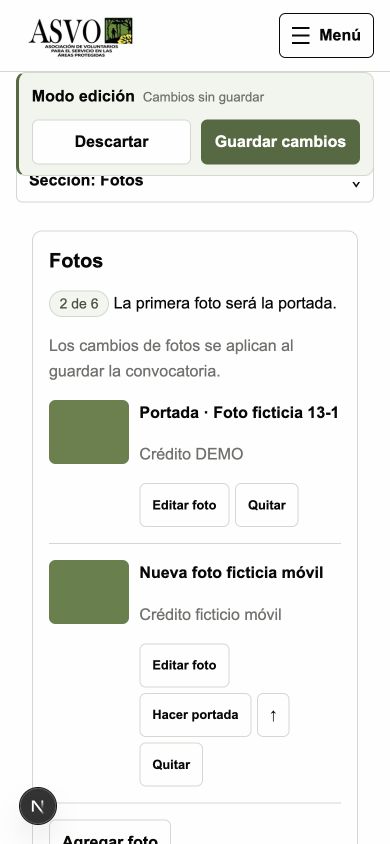 ASVO
ASOCIACIÓN DE VOLUNTARIOS
PARA EL SERVICIO EN LAS
ÁREAS PROTEGIDAS
Menú
Modo edición Cambios sin guardar
Descartar
Guardar cambios
Sección: Fotos
Fotos
2 de 6 La primera foto será la portada.
Los cambios de fotos se aplican al
guardar la convocatoria.
Portada · Foto ficticia 13-1
Crédito DEMO
Editar foto
Quitar
Nueva foto ficticia móvil
Crédito ficticio móvil
Editar foto
Hacer portada
↑
Quitar
N
Agregar foto